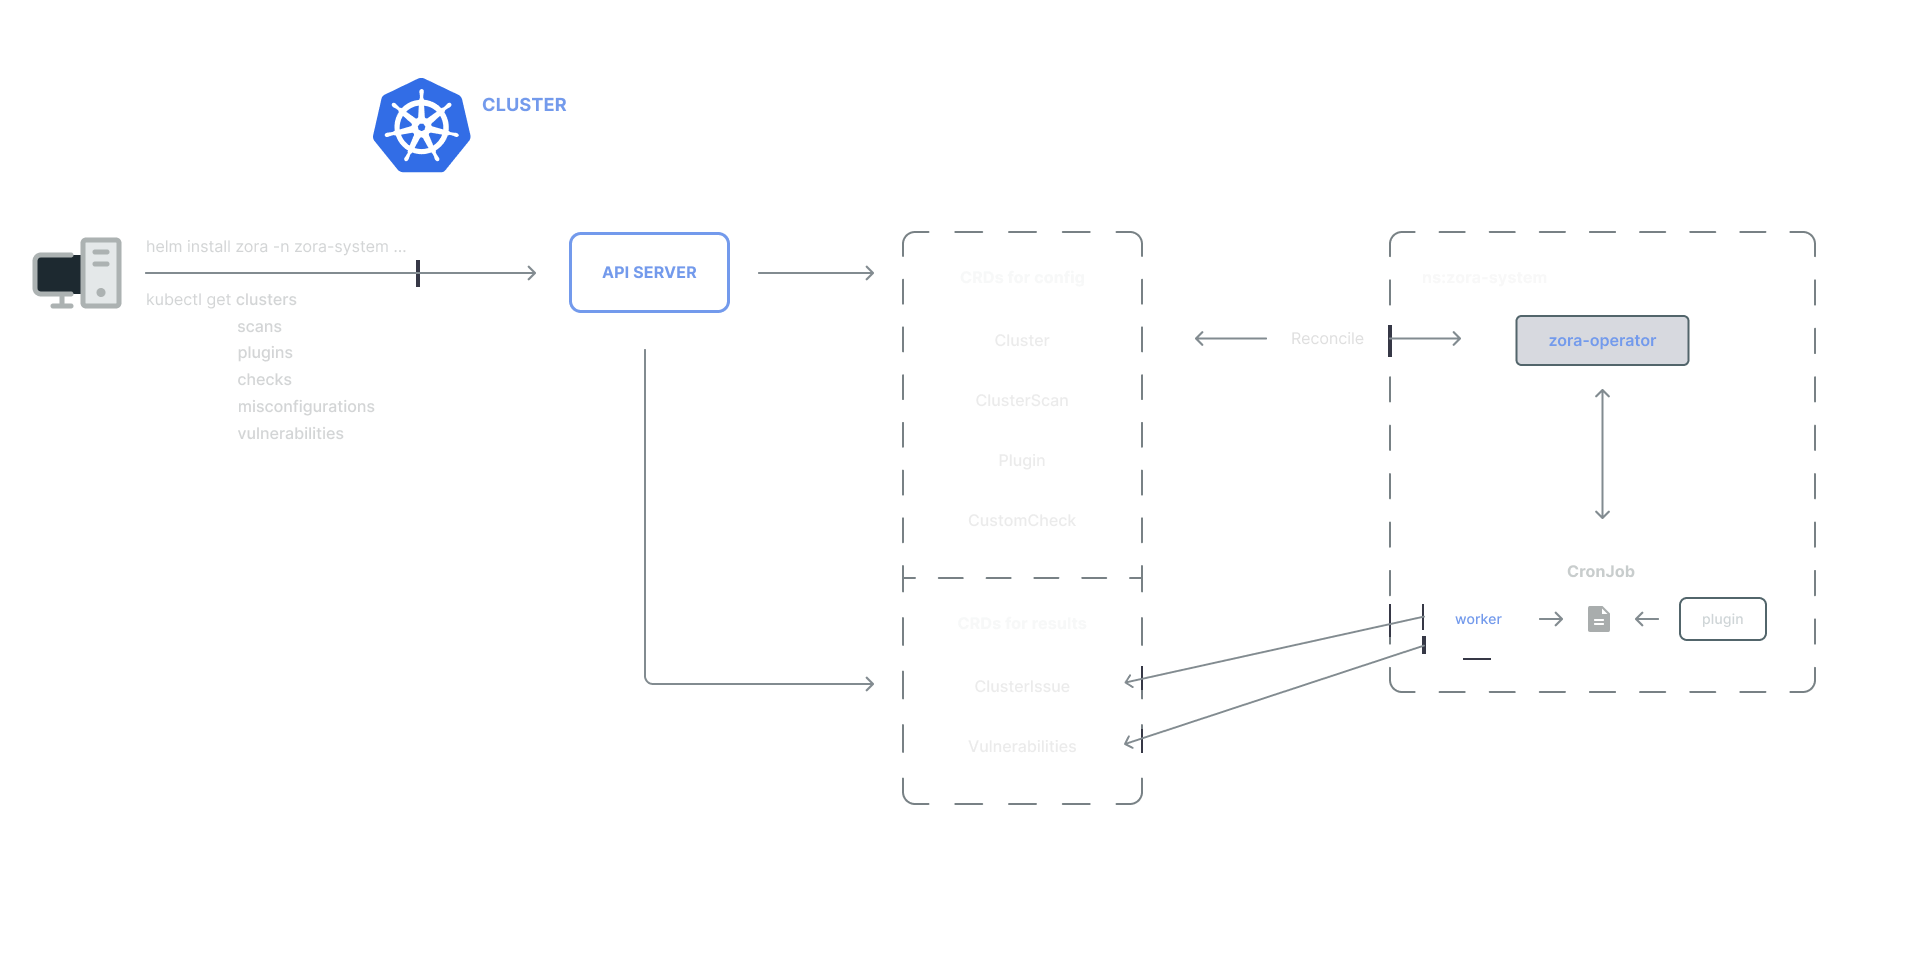 CLUSTER
helm install zora -n zora-system ...
kubectl get clusters
scans
plugins
checks
misconfigurations
vulnerabilities
API SERVER
CRDs for config
Cluster
ClusterScan
Plugin
CustomCheck
CRDs for results
ClusterIssue
Vulnerabilities
Reconcile
ns:zora-system
zora-operator
CronJob
worker
plugin